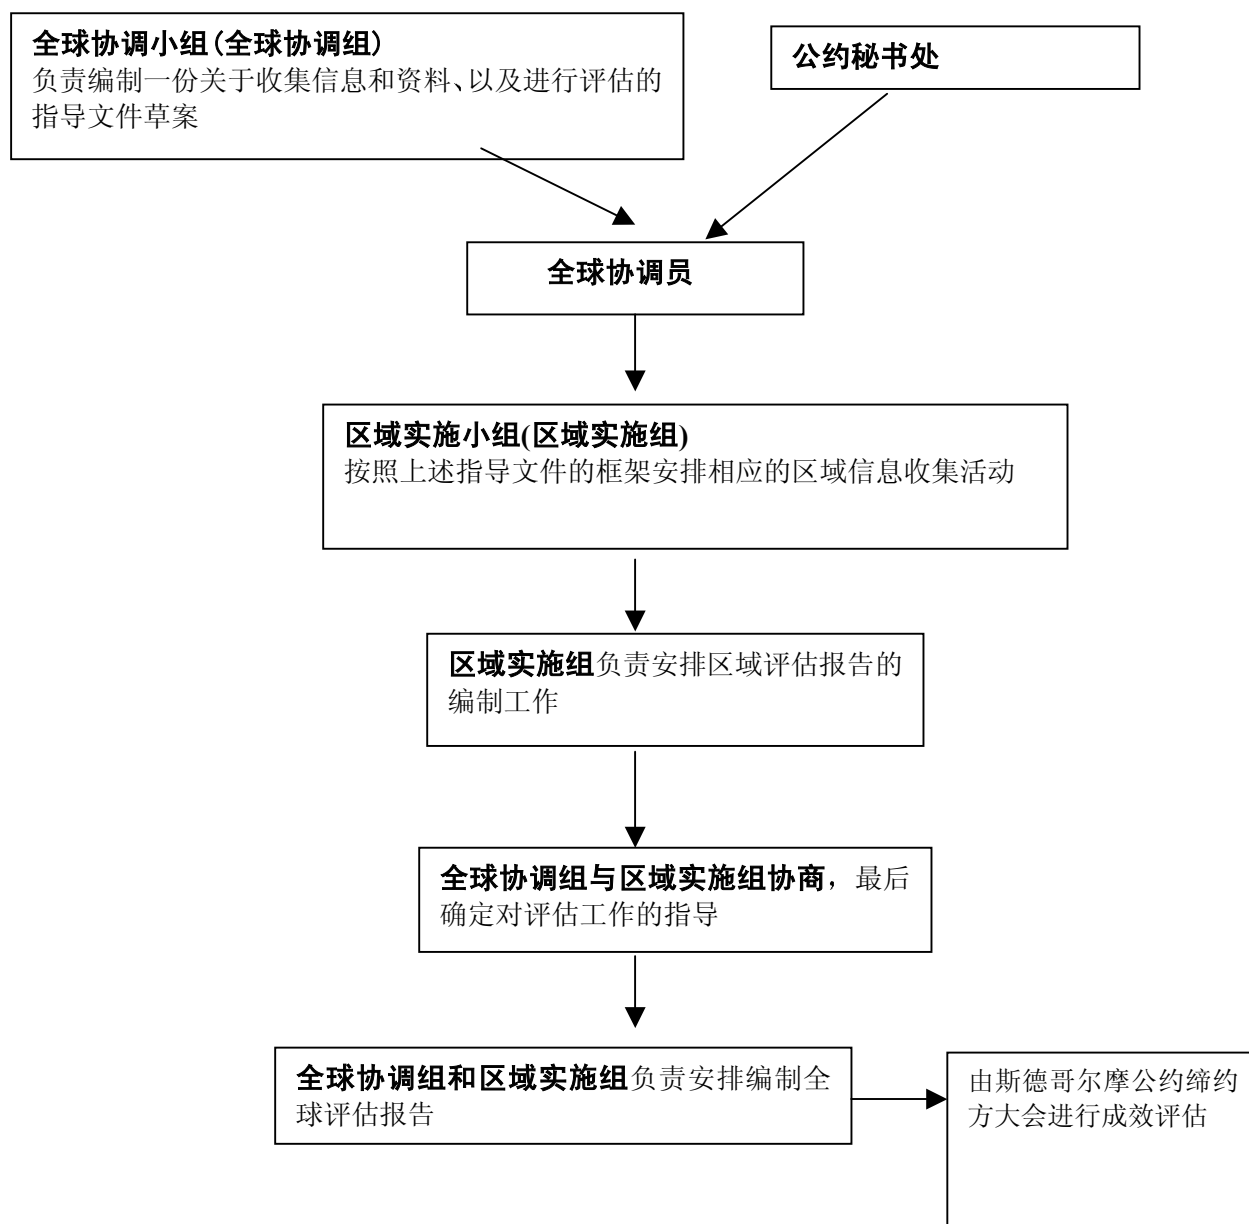 全球协调小组(全球协调组)
负责编制一份关于收集信息和资料、以及进行评估的
指导文件草案
公约秘书处
全球协调员
区域实施小组(区域实施组)
按照上述指导文件的框架安排相应的区域信息收集活动
区域实施组负责安排区域评估报告的
编制工作
全球协调组与区域实施组协商，最后
确定对评估工作的指导
全球协调组和区域实施组负责安排编制全
球评估报告
由斯德哥尔摩公约缔约
方大会进行成效评估